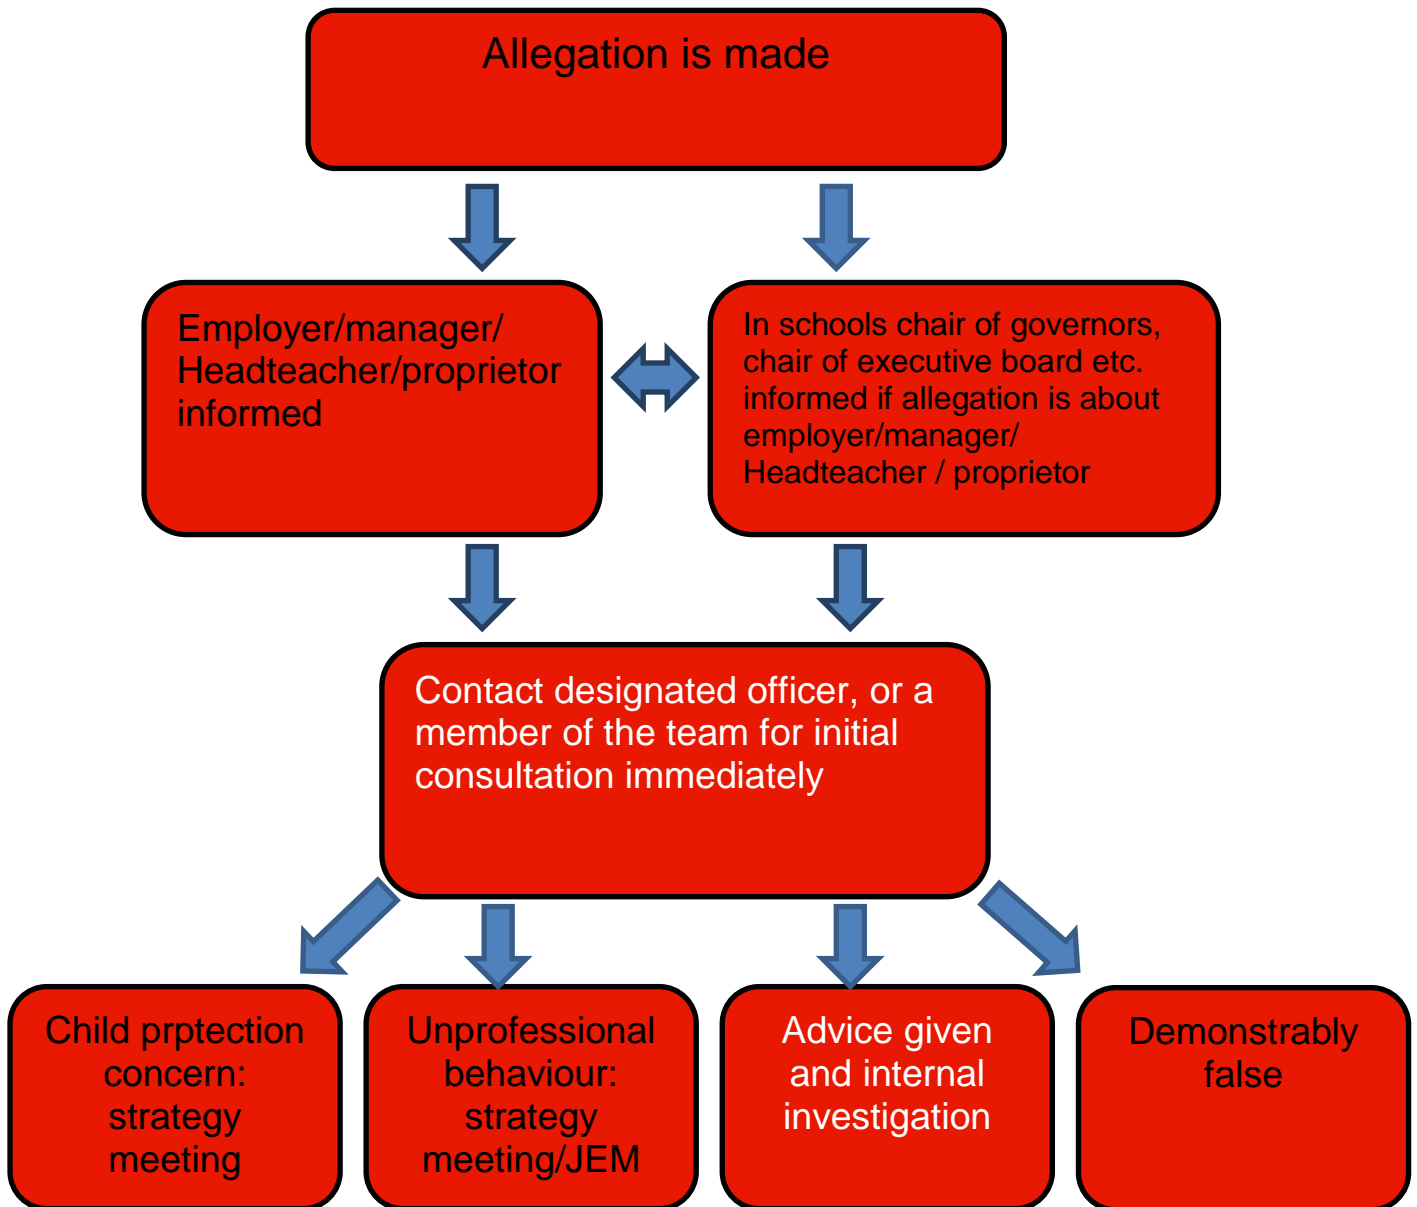 Allegation is made
Employer/manager/
Headteacher/proprietor
informed
In schools chair of governors,
chair of executive board etc.
informed if allegation is about
employer/manager/
Headteacher / proprietor
Contact designated officer, or a
member of the team for initial
consultation immediately
Child prptection
concern:
strategy
meeting
Unprofessional
behaviour:
strategy
meeting/JEM
Advice given
and internal
investigation
Demonstrably
false